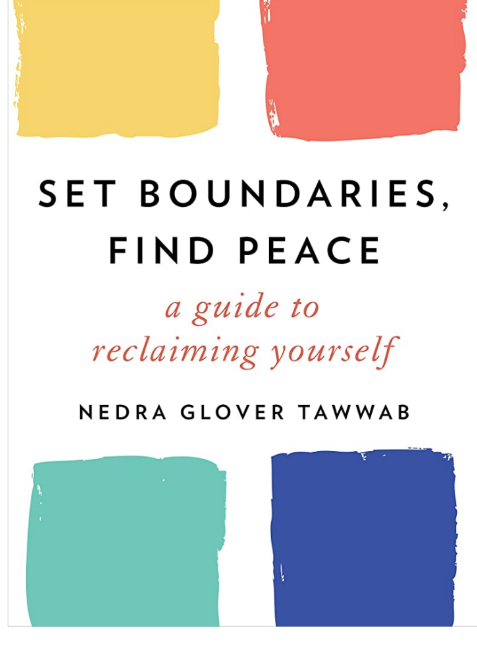 SET BOUNDARIES,
FIND PEACE
a guide to
reclaiming yourself
NEDRA GLOVER TAWWAB